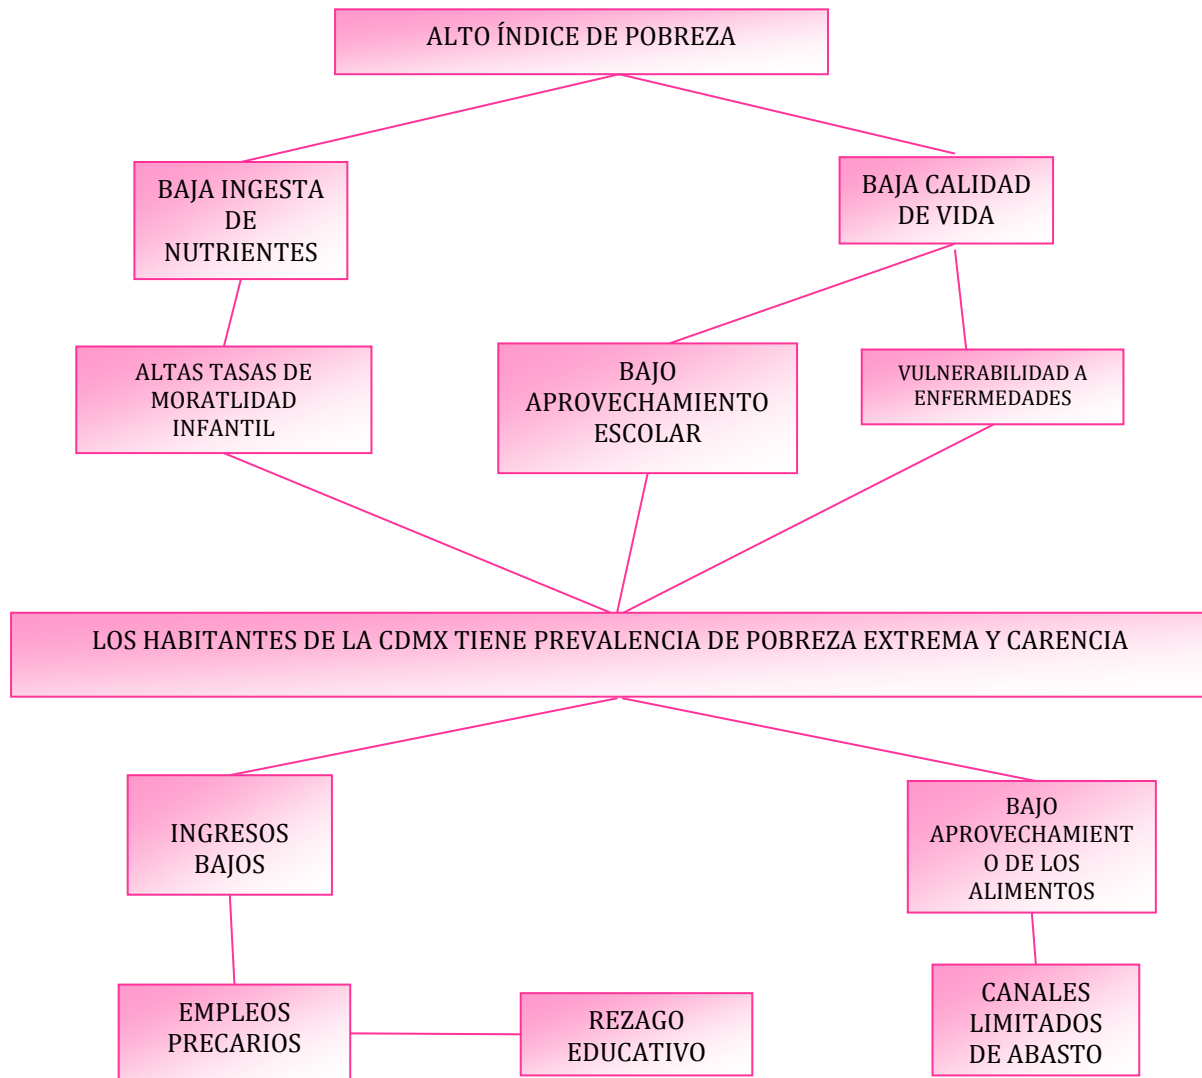 ALTO ÍNDICE DE POBREZA
BAJA INGESTA
DE
NUTRIENTES
BAJA CALIDAD
DE VIDA
ALTAS TASAS DE
MORATLIDAD
INFANTIL
BAJO
APROVECHAMIENTO
ESCOLAR
VULNERABILIDAD A
ENFERMEDADES
LOS HABITANTES DE LA CDMX TIENE PREVALENCIA DE POBREZA EXTREMA Y CARENCIA
INGRESOS
BAJOS
BAJO
APROVECHAMIENT
O DE LOS
ALIMENTOS
EMPLEOS
PRECARIOS
REZAGO
EDUCATIVO
CANALES
LIMITADOS
DE ABASTO